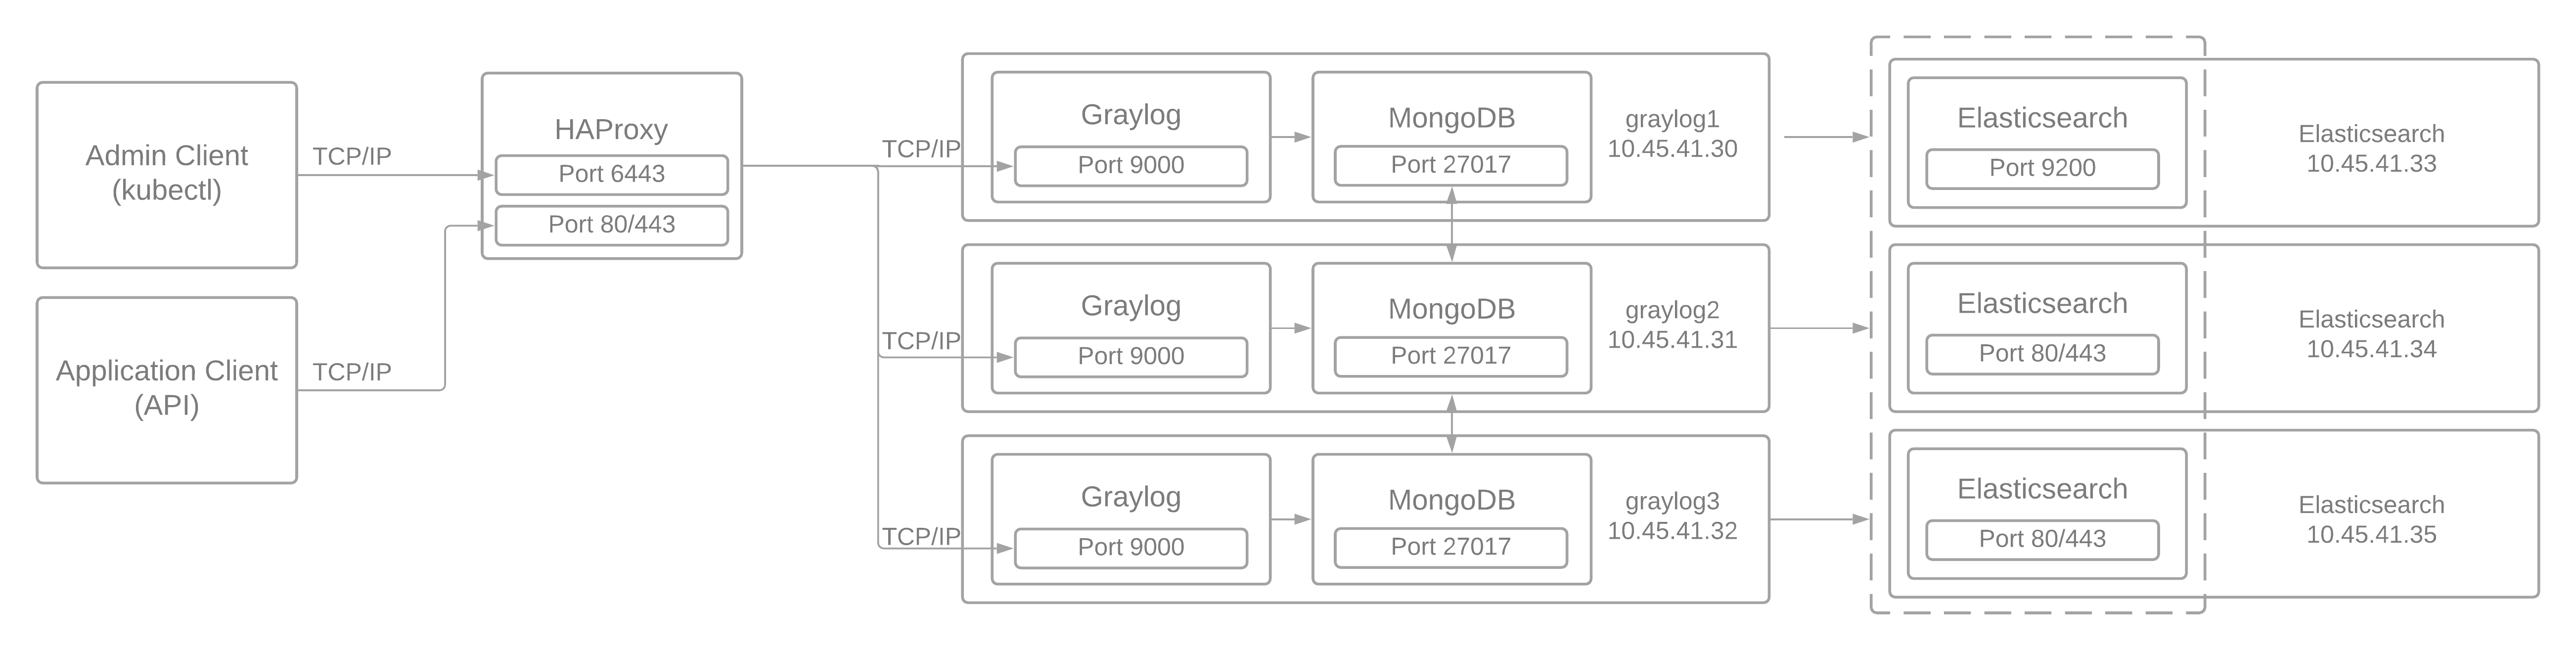 Admin Client
(kubectl)
TCP/IP
Application Client
(API)
TCP/IP
HAProxy
Port 6443
Port 80/443
TCP/IP
Graylog
Port 9000
MongoDB
Port 27017
graylog1
10.45.41.30
TCP/IP
Graylog
Port 9000
MongoDB
Port 27017
graylog2
10.45.41.31
TCP/IP
Graylog
Port 9000
MongoDB
Port 27017
graylog3
10.45.41.32
Elasticsearch
Port 9200
Elasticsearch
10.45.41.33
Elasticsearch
Port 80/443
Elasticsearch
10.45.41.34
Elasticsearch
Port 80/443
Elasticsearch
10.45.41.35